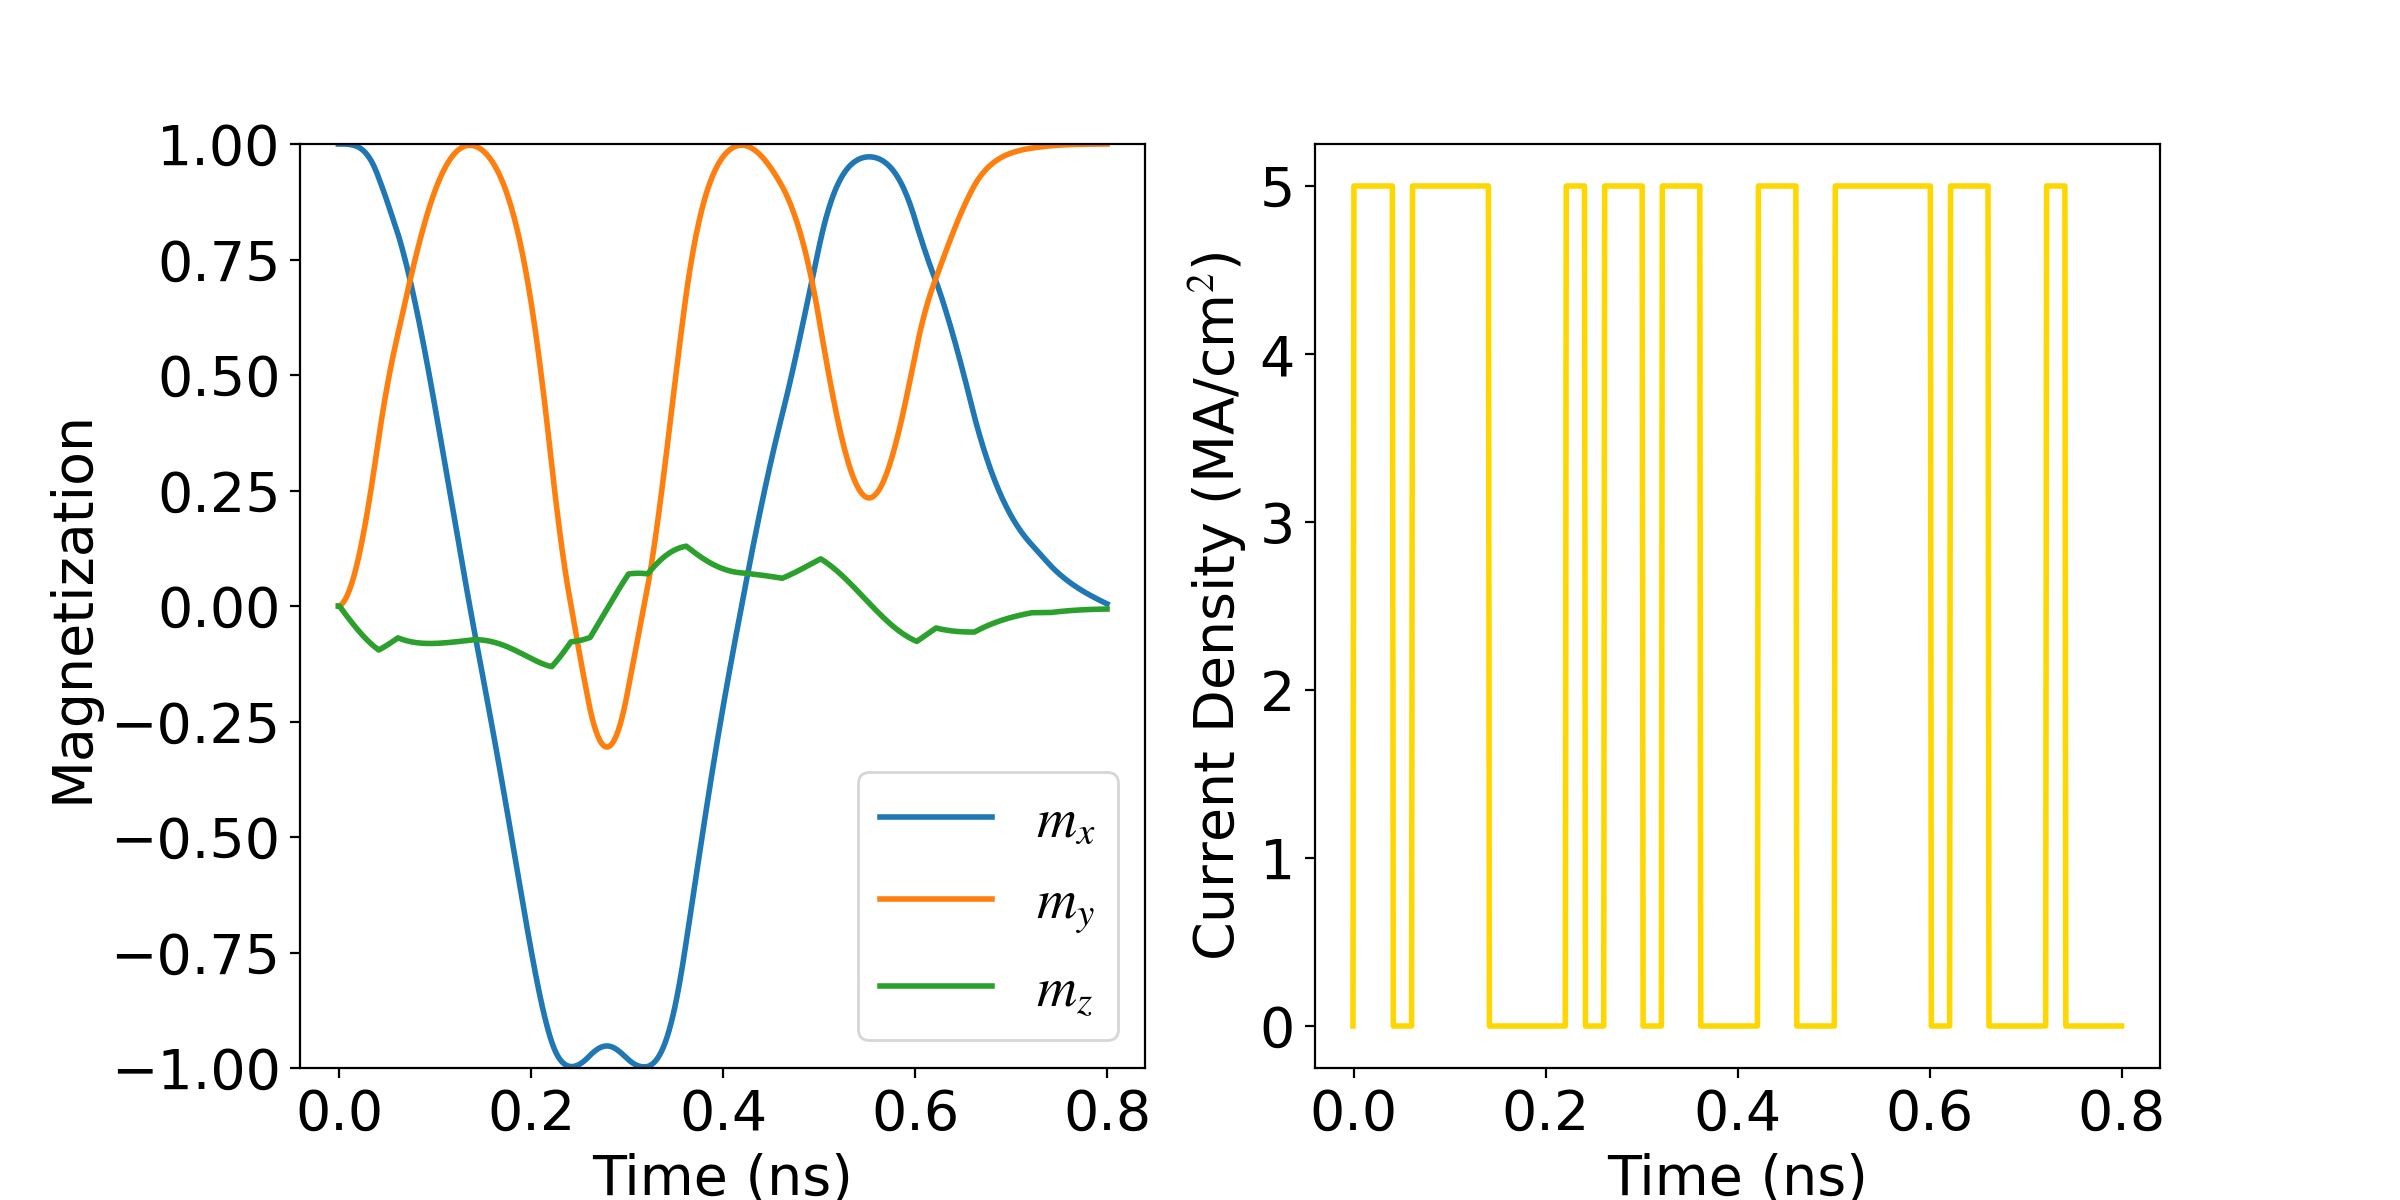 Magnetization
1.00
0.75
0.50
0.25
0.00
−0.25
−0.50
−0.75
−1.00
0.0 0.2 0.4 0.6 0.8
Time (ns)
m_x
m_y
m_z
Current Density (MA/cm²)
5
4
3
2
1
0
0.0 0.2 0.4 0.6 0.8
Time (ns)